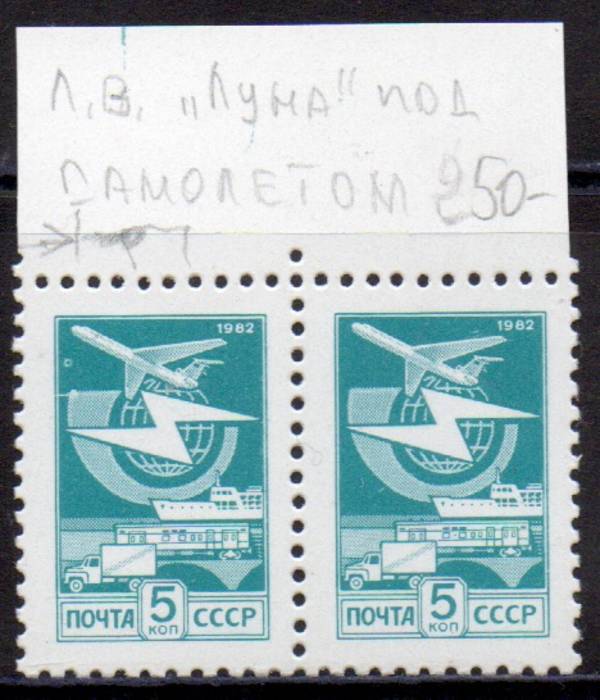 Л.В. „Луна" под
самолетом 250-
1982
1982
5
ПОЧТА КОП СССР
5
ПОЧТА КОП СССР